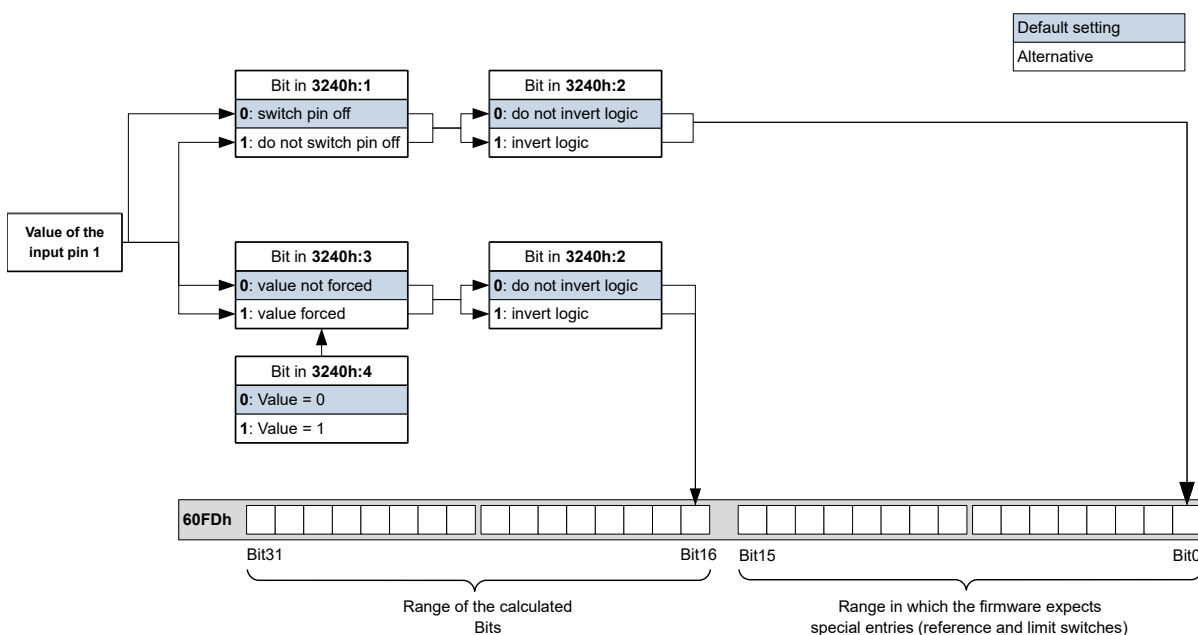 Default setting
Alternative
Bit in 3240h:1
0: switch pin off
1: do not switch pin off
Bit in 3240h:2
0: do not invert logic
1: invert logic
Value of the
input pin 1
Bit in 3240h:3
0: value not forced
1: value forced
Bit in 3240h:2
0: do not invert logic
1: invert logic
Bit in 3240h:4
0: Value = 0
1: Value = 1
60FDh
Bit31
Bit16
Bit15
Bit0
Range of the calculated
Bits
Range in which the firmware expects
special entries (reference and limit switches)